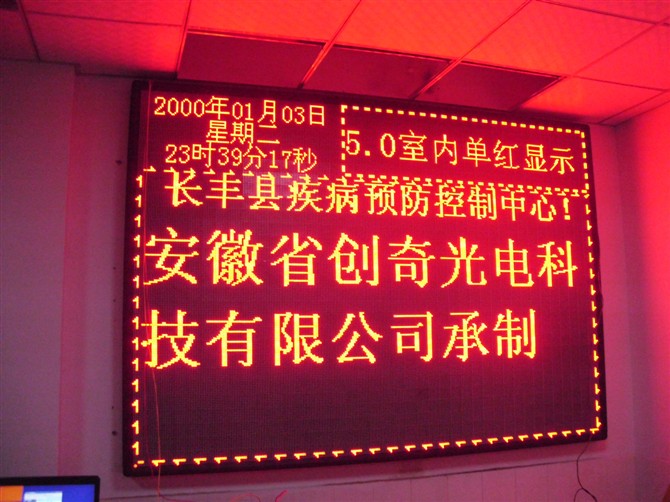 2000年01月03日
星期二
23时39分17秒
5.0室内单红显示
长丰县疾病预防控制中心！
安徽省创奇光电科
技有限公司承制